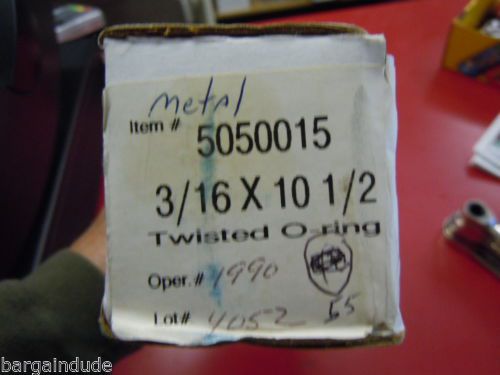 Metal
Item # 5050015
3/16 X 10 1/2
Twisted O-ring
Oper.# 1990
Lot# 4052 55
bargaindude